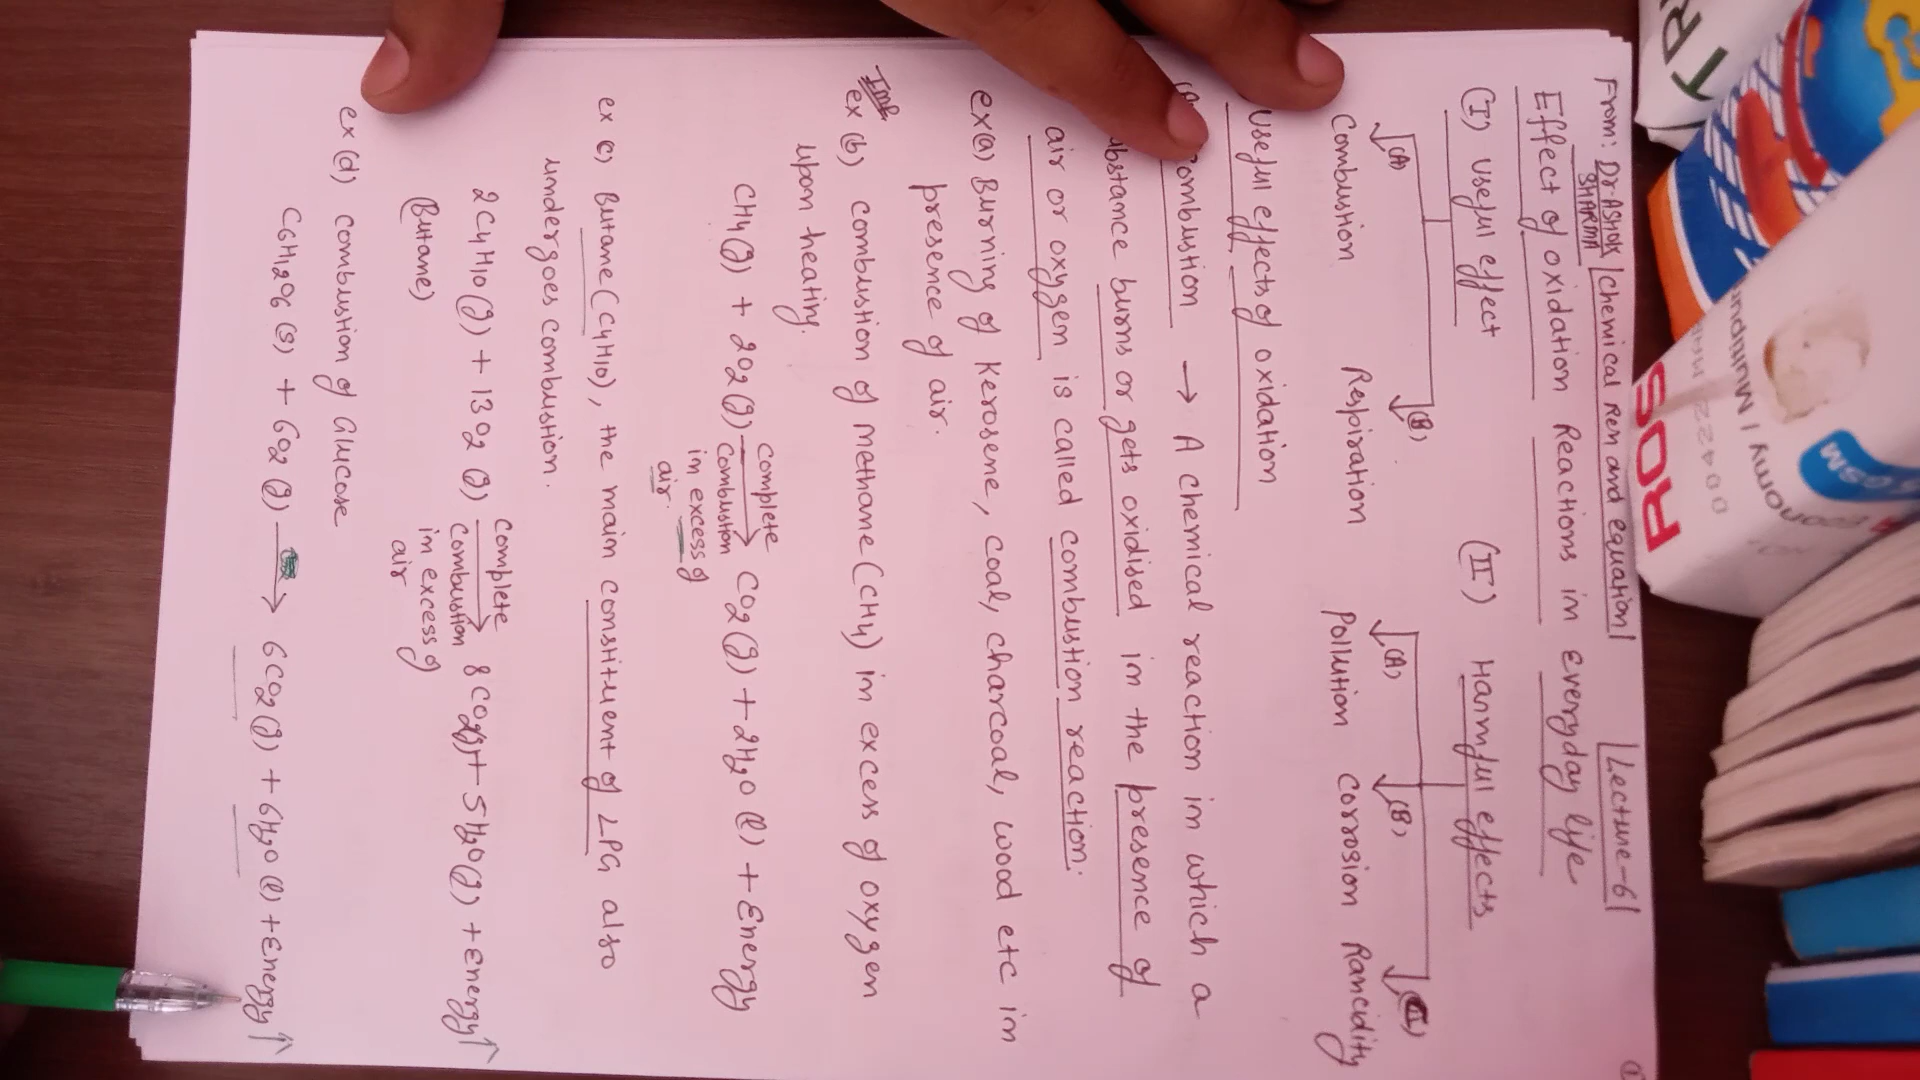 From: Dr. ASHOK SHARMA
Chemical Rxn and equation
Lecture-6
Effect of oxidation Reactions in everyday life
(I) Useful effect
(II) Harmful effects
(A)
(B)
(A)
(B)
Combustion
Respiration
Pollution
Corrosion
Rancidity
Useful effects of oxidation
Combustion → A chemical reaction in which a
substance burns or gets oxidised in the presence of
air or oxygen is called combustion reaction:
ex(a) Burning of Kerosene, coal, charcoal, wood etc in
presence of air.
Imp
ex (b) combustion of methane (CH4) in excess of oxygen
upon heating.
CH4(g) + 2O2(g) → CO2(g) + 2H2O(l) + Energy
complete
combustion
in excess of
air.
ex c) Butane (C4H10), the main constituent of LPG also
undergoes combustion.
2C4H10(g) + 13O2(g) → 8CO2(g) + 5H2O(g) + energy↑
complete
combustion
in excess of
air
(Butane)
ex (d) combustion of Glucose
C6H12O6 (s) + 6O2(g) → 6CO2(g) + 6H2O(l) + Energy↑
ROS